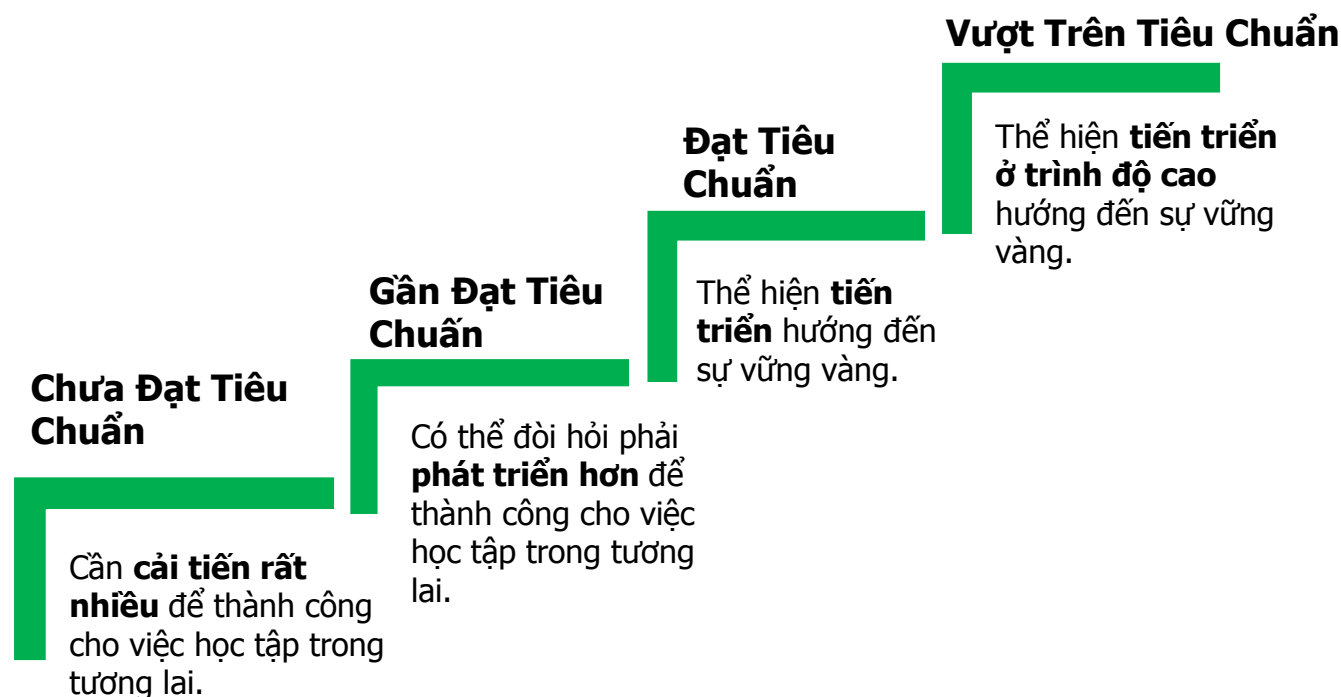 Chưa Đạt Tiêu
Chuẩn
Cần cải tiến rất
nhiều để thành công
cho việc học tập trong
tương lai.
Gần Đạt Tiêu
Chuấn
Có thể đòi hỏi phải
phát triển hơn để
thành công cho việc
học tập trong tương
lai.
Đạt Tiêu
Chuẩn
Thể hiện tiến
triển hướng đến
sự vững vàng.
Vượt Trên Tiêu Chuẩn
Thể hiện tiến triển
ở trình độ cao
hướng đến sự vững
vàng.